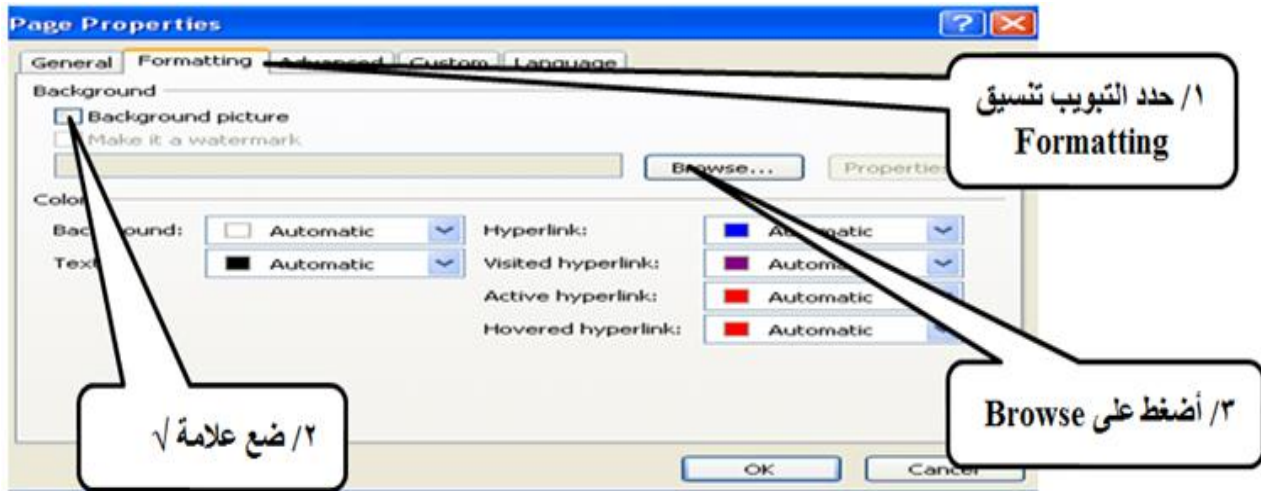 Page Properties
General Formatting Advanced Custom Language
Background
Background picture
Make it a watermark
Browse... Properties
Background: Automatic Hyperlink: Automatic
Text Automatic Visited hyperlink: Automatic
Active hyperlink: Automatic
Hovered hyperlink: Automatic
OK Cancel
١/ حدد التبويب تنسيق
Formatting
٢/ ضع علامة √
٣/ أضغط على Browse